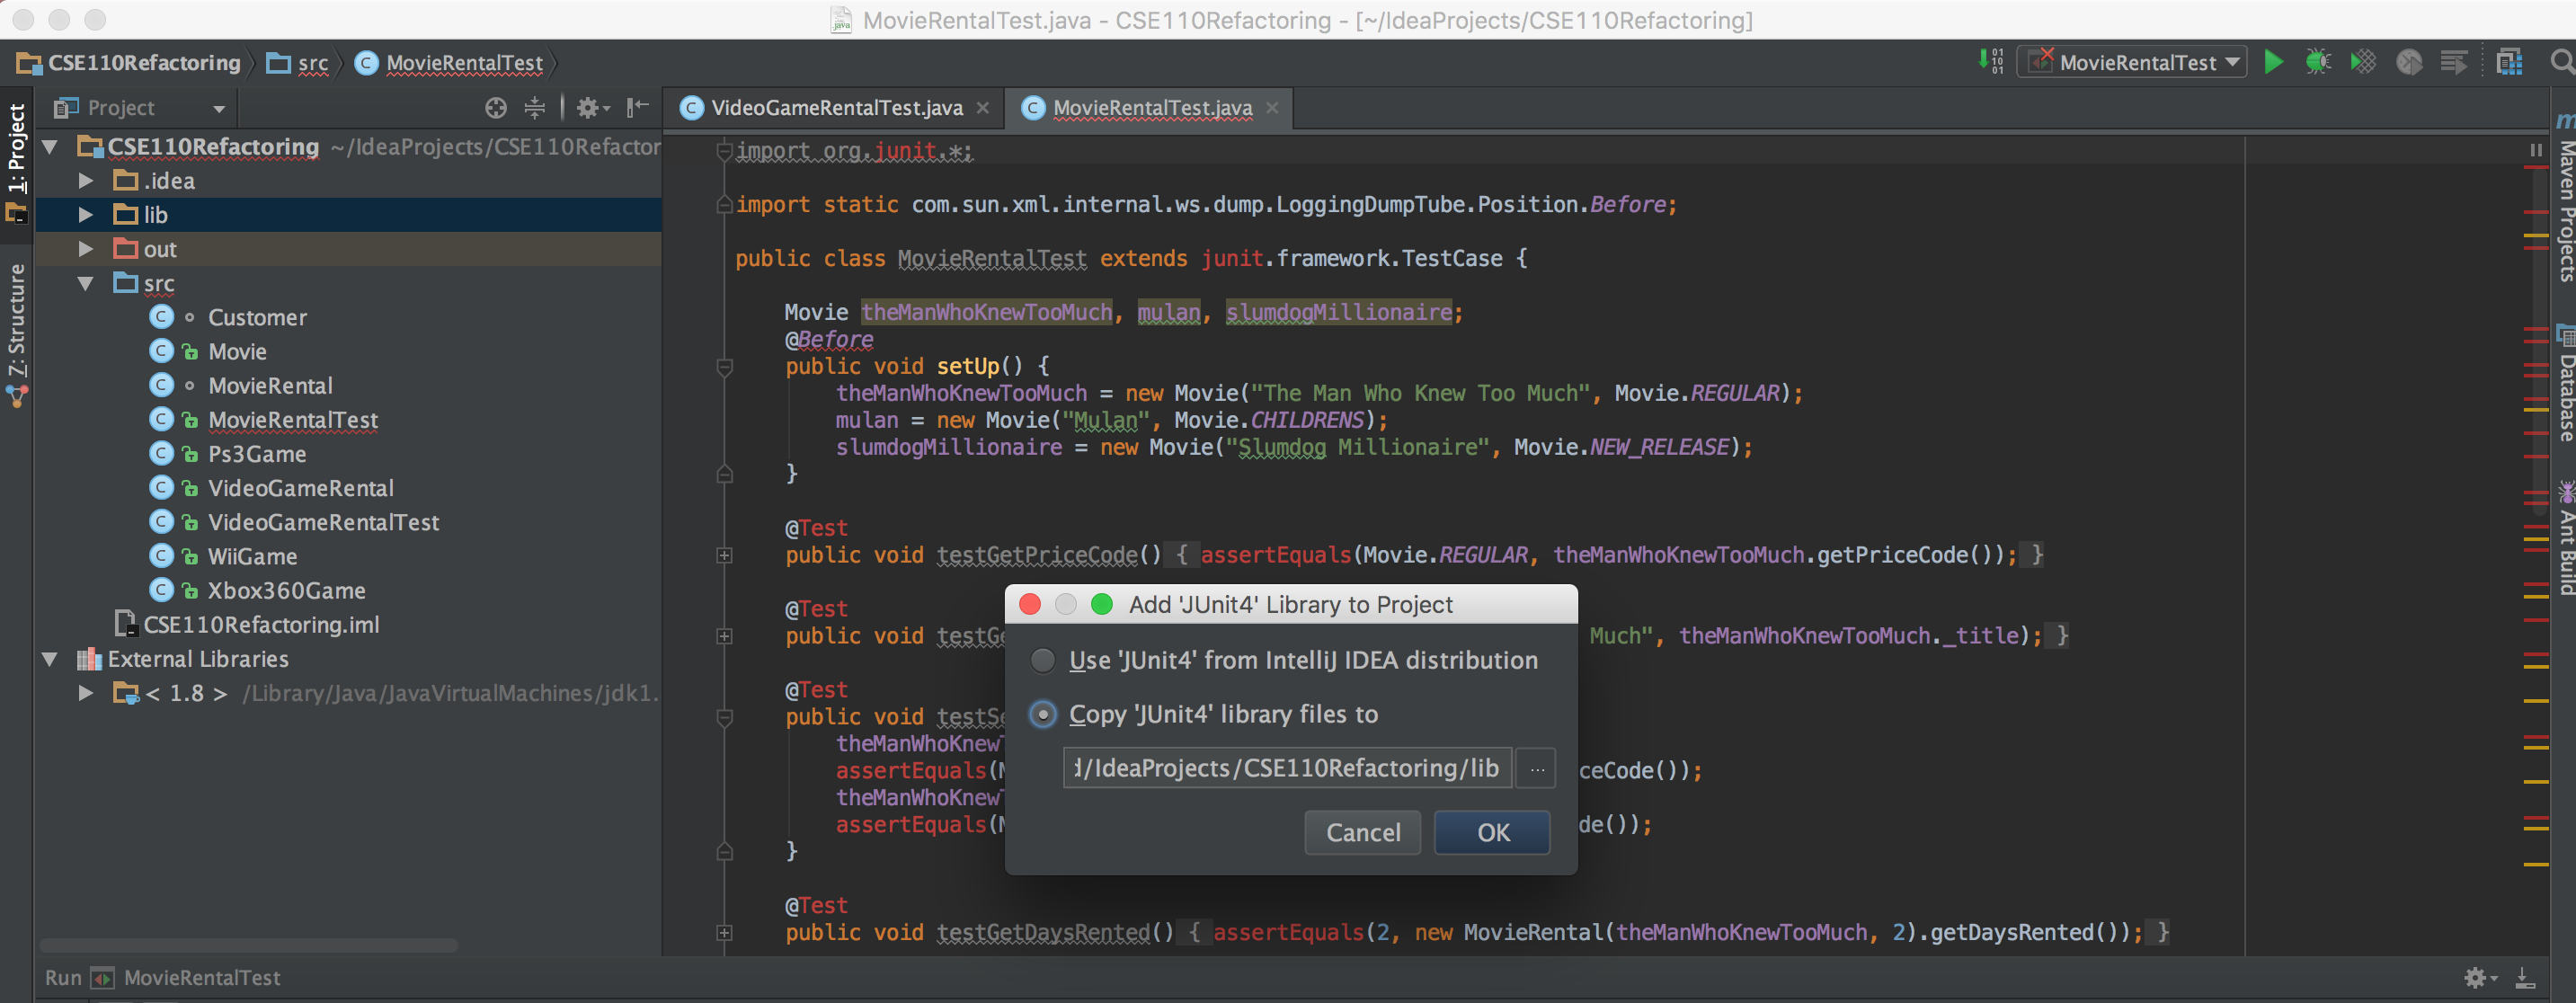 MovieRentalTest.java - CSE110Refactoring - [~/IdeaProjects/CSE110Refactoring]
CSE110Refactoring src MovieRentalTest
MovieRentalTest
1: Project
7: Structure
Project
CSE110Refactoring ~/IdeaProjects/CSE110Refactor
.idea
lib
out
src
Customer
Movie
MovieRental
MovieRentalTest
Ps3Game
VideoGameRental
VideoGameRentalTest
WiiGame
Xbox360Game
CSE110Refactoring.iml
External Libraries
< 1.8 > /Library/Java/JavaVirtualMachines/jdk1.
VideoGameRentalTest.java MovieRentalTest.java
import org.junit.*;
import static com.sun.xml.internal.ws.dump.LoggingDumpTube.Position.Before;
public class MovieRentalTest extends junit.framework.TestCase {
Movie theManWhoKnewTooMuch, mulan, slumdogMillionaire;
@Before
public void setUp() {
theManWhoKnewTooMuch = new Movie("The Man Who Knew Too Much", Movie.REGULAR);
mulan = new Movie("Mulan", Movie.CHILDRENS);
slumdogMillionaire = new Movie("Slumdog Millionaire", Movie.NEW_RELEASE);
}
@Test
public void testGetPriceCode() { assertEquals(Movie.REGULAR, theManWhoKnewTooMuch.getPriceCode()); }
@Test
public void testGe Much", theManWhoKnewTooMuch._title); }
@Test
public void testSe
theManWhoKnewT
assertEquals(M ceCode());
theManWhoKnewT
assertEquals(M de());
}
@Test
public void testGetDaysRented() { assertEquals(2, new MovieRental(theManWhoKnewTooMuch, 2).getDaysRented()); }
Add 'JUnit4' Library to Project
Use 'JUnit4' from IntelliJ IDEA distribution
Copy 'JUnit4' library files to
d/IdeaProjects/CSE110Refactoring/lib ...
Cancel OK
Maven Projects
Database
Ant Build
Run MovieRentalTest